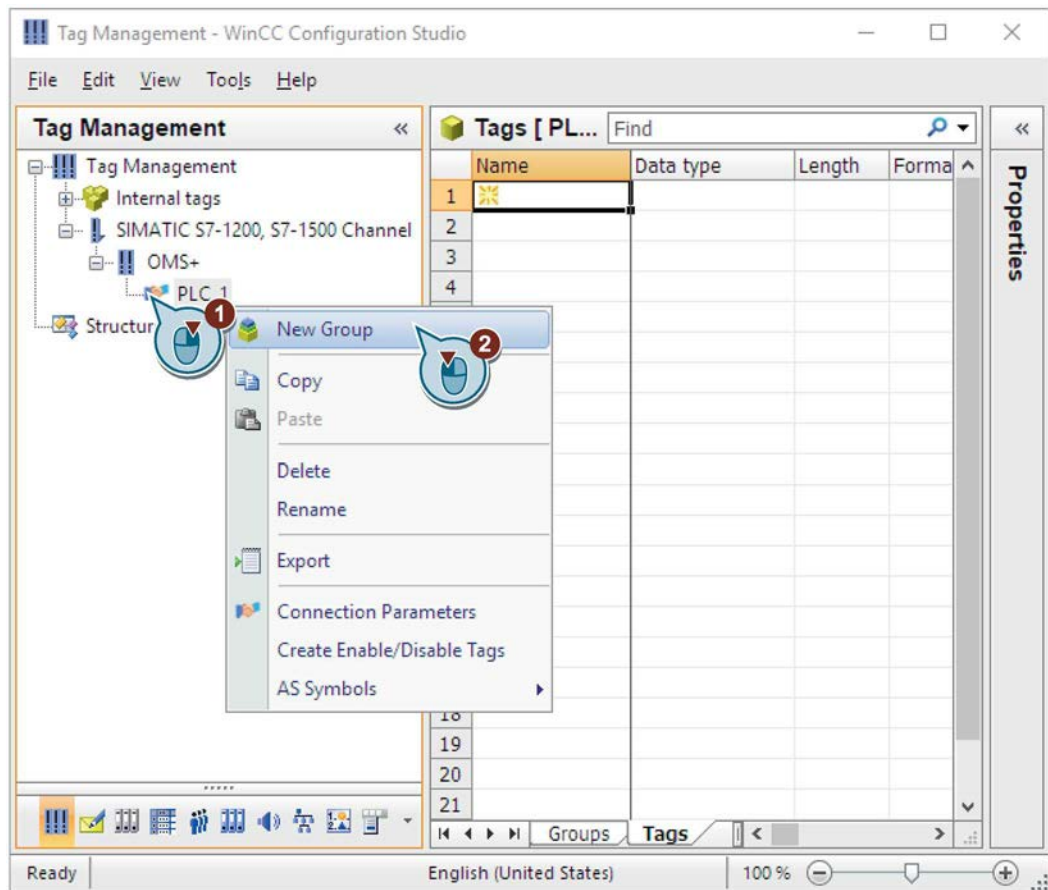 Tag Management - WinCC Configuration Studio
File Edit View Tools Help
Tag Management «
Tags [ PL... Find
«
Name Data type Length Forma
Properties
Tag Management
Internal tags
SIMATIC S7-1200, S7-1500 Channel
OMS+
PLC_1
Structur
1
2
3
4
1
New Group
2
Copy
Paste
Delete
Rename
Export
Connection Parameters
Create Enable/Disable Tags
AS Symbols
18
19
20
21
Groups Tags
Ready English (United States) 100 %